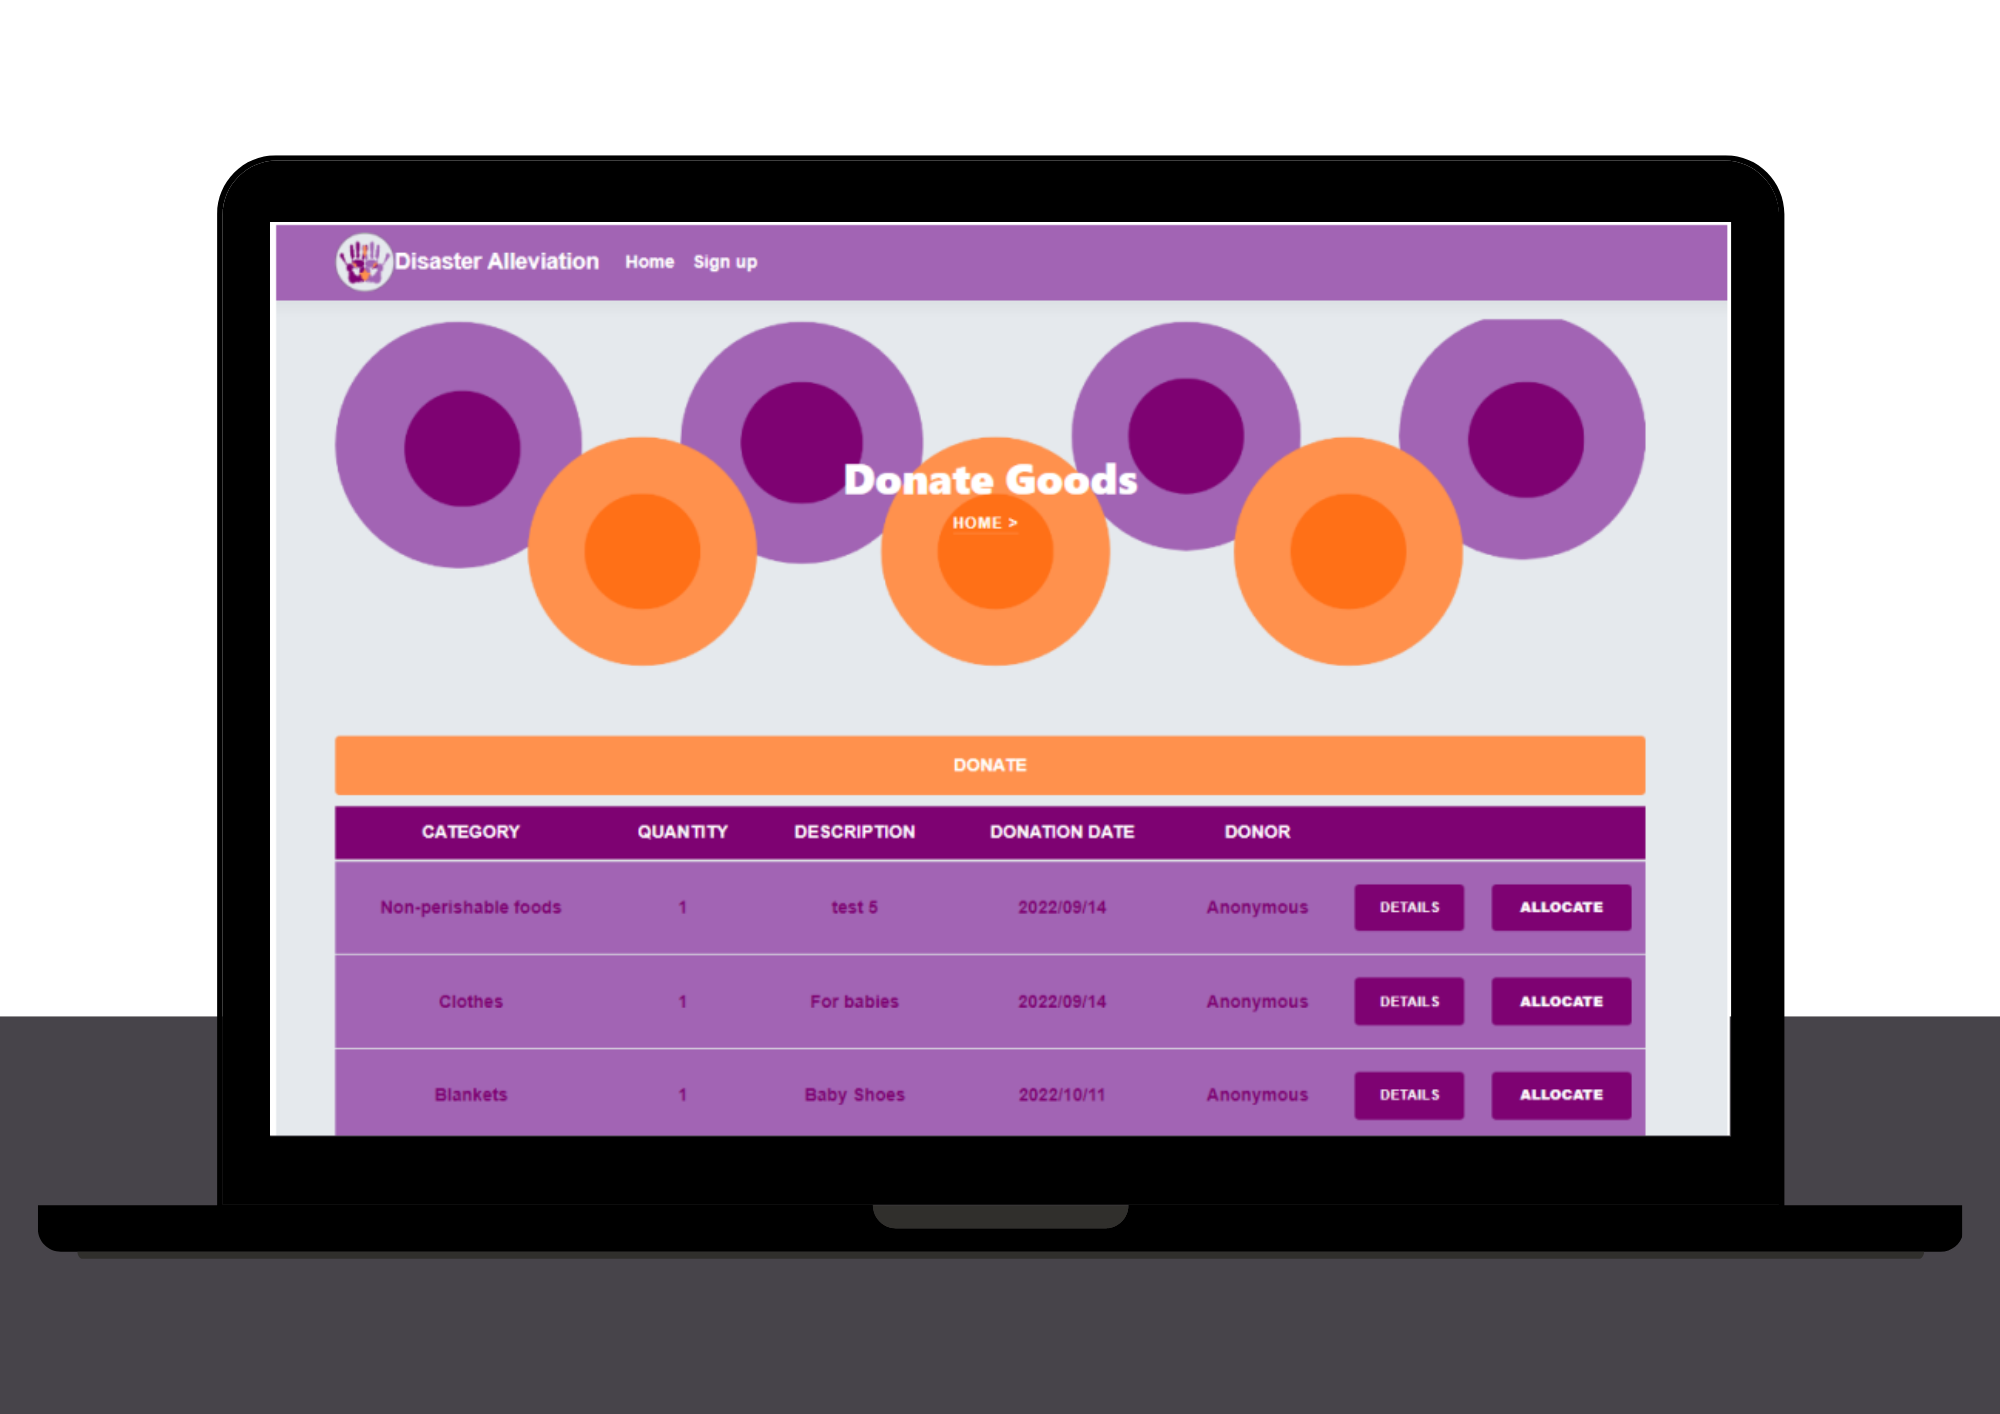 Disaster Alleviation Home Sign up
Donate Goods
HOME >
DONATE
CATEGORY QUANTITY DESCRIPTION DONATION DATE DONOR
Non-perishable foods 1 test 5 2022/09/14 Anonymous DETAILS ALLOCATE
Clothes 1 For babies 2022/09/14 Anonymous DETAILS ALLOCATE
Blankets 1 Baby Shoes 2022/10/11 Anonymous DETAILS ALLOCATE